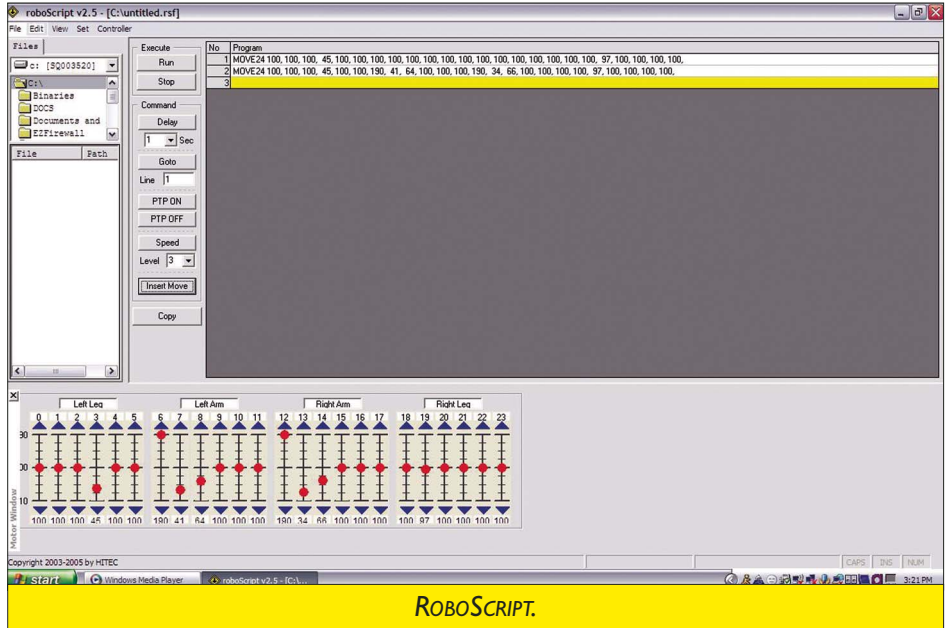 roboScript v2.5 - [C:\untitled.rsf]
File Edit View Set Controller
Files
c: [SQ003520]
C:\
Binaries
DOCS
Documents and
EZFirewall
File Path
Execute
Run
Stop
Command
Delay
1 Sec
Goto
Line 1
PTP ON
PTP OFF
Speed
Level 3
Insert Move
Copy
No Program
1 MOVE24 100, 100, 100, 45, 100, 100, 100, 100, 100, 100, 100, 100, 100, 100, 100, 100, 100, 100, 100, 97, 100, 100, 100, 100,
2 MOVE24 100, 100, 100, 45, 100, 100, 190, 41, 64, 100, 100, 100, 190, 34, 66, 100, 100, 100, 100, 97, 100, 100, 100, 100,
3
Motor Window
Left Leg Left Arm Right Arm Right Leg
0 1 2 3 4 5 6 7 8 9 10 11 12 13 14 15 16 17 18 19 20 21 22 23
90
00
10
100 100 100 45 100 100 190 41 64 100 100 100 190 34 66 100 100 100 100 97 100 100 100 100
Copyright 2003-2005 by HITEC
CAPS INS NUM
start Windows Media Player roboScript v2.5 - [C:\... 3:21 PM
ROBOSCRIPT.